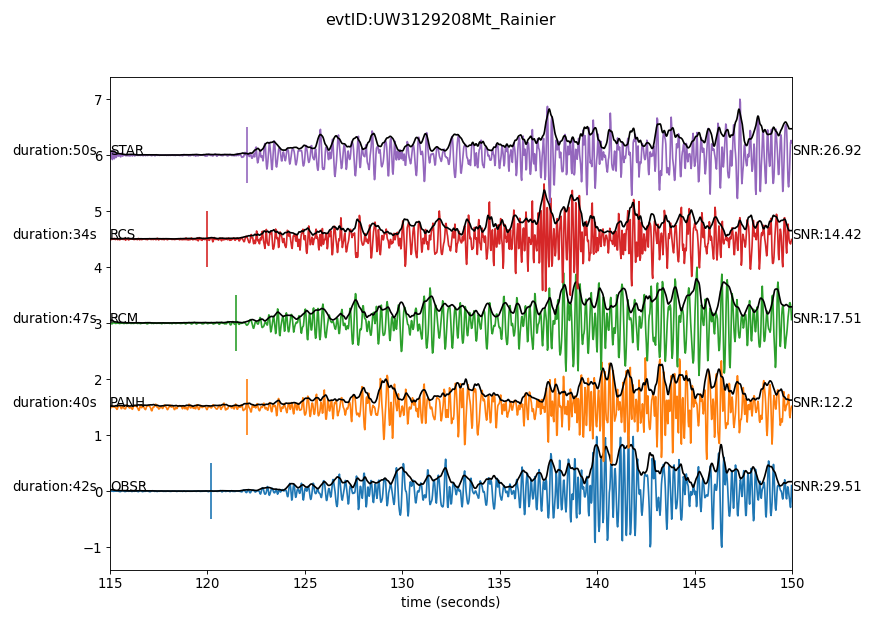 evtID:UW3129208Mt_Rainier
7
duration:50s STAR SNR:26.92
6
5
duration:34s RCS SNR:14.42
4
duration:47s RCM SNR:17.51
3
2
duration:40s PANH SNR:12.2
1
duration:42s OBSR SNR:29.51
0
−1
115 120 125 130 135 140 145 150
time (seconds)